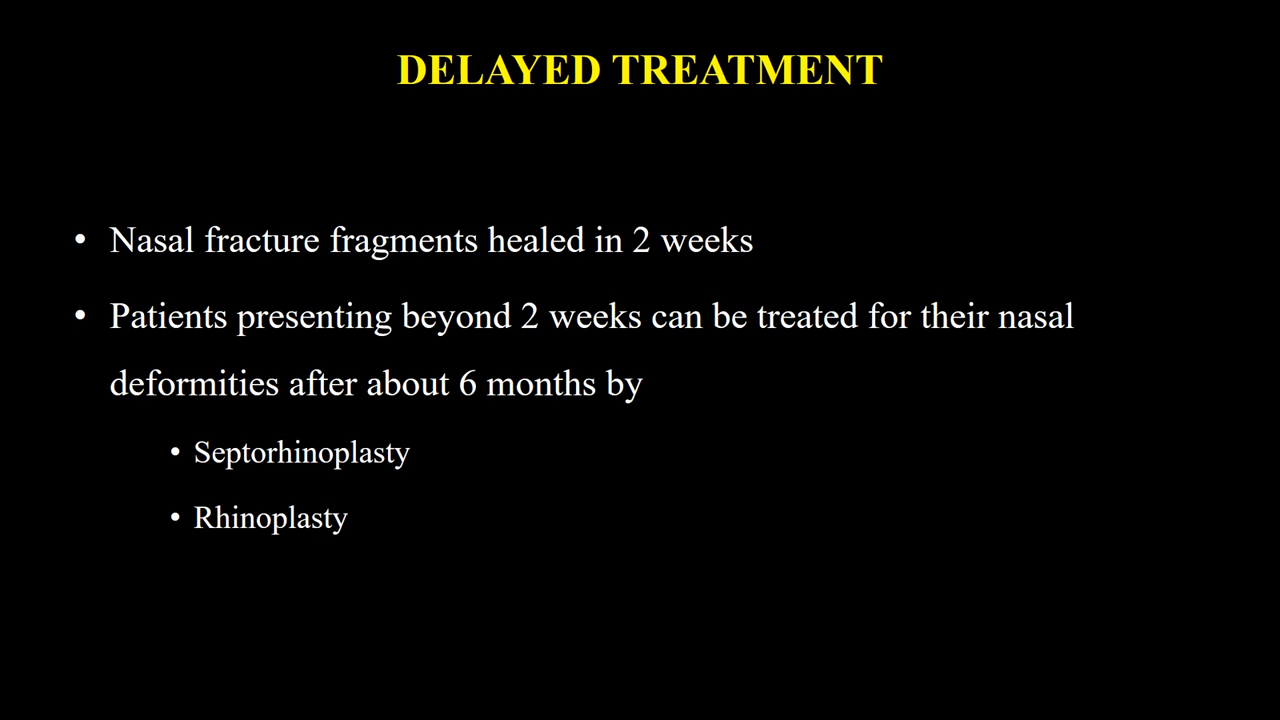 DELAYED TREATMENT
• Nasal fracture fragments healed in 2 weeks
• Patients presenting beyond 2 weeks can be treated for their nasal
deformities after about 6 months by
• Septorhinoplasty
• Rhinoplasty